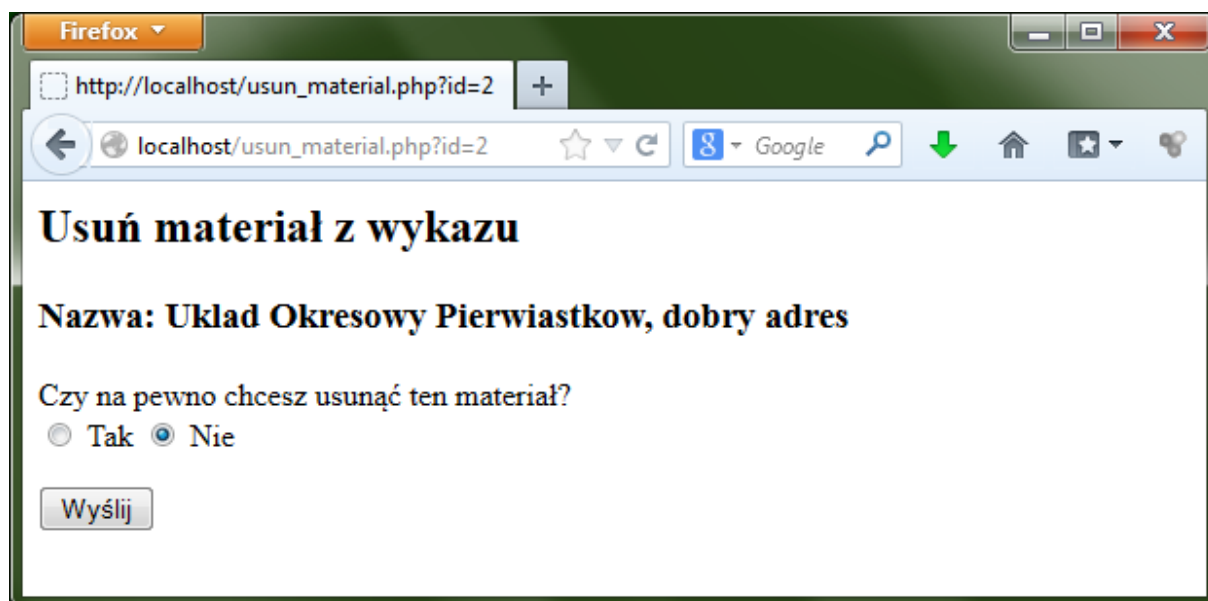 Firefox
http://localhost/usun_material.php?id=2
localhost/usun_material.php?id=2
Google
Usuń materiał z wykazu
Nazwa: Uklad Okresowy Pierwiastkow, dobry adres
Czy na pewno chcesz usunąć ten materiał?
Tak Nie
Wyślij